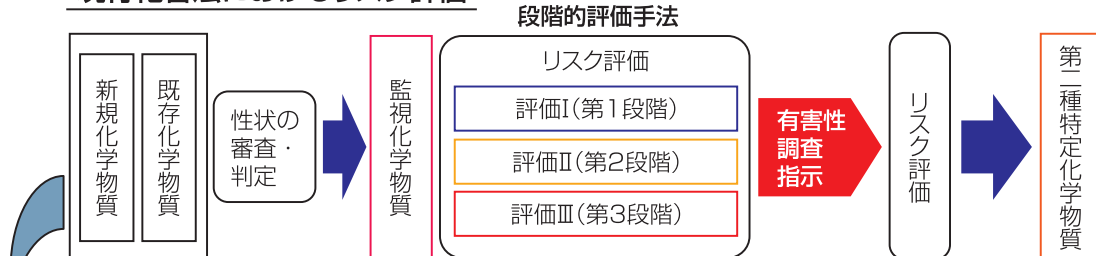 段階的評価手法
新規化学物質
既存化学物質
性状の
審査・
判定
監視化学物質
リスク評価
評価Ⅰ(第1段階)
評価Ⅱ(第2段階)
評価Ⅲ(第3段階)
有害性
調査
指示
リスク評価
第二種特定化学物質